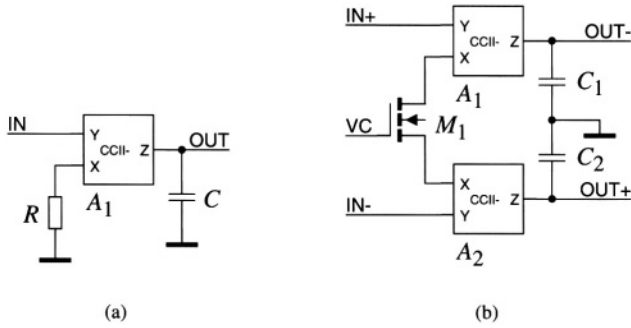 IN
Y
X
CCII-
Z
OUT
A1
R
C
(a)
IN+
Y
X
CCII-
Z
OUT-
A1
C1
VC
M1
C2
X
Y
CCII-
Z
IN-
OUT+
A2
(b)